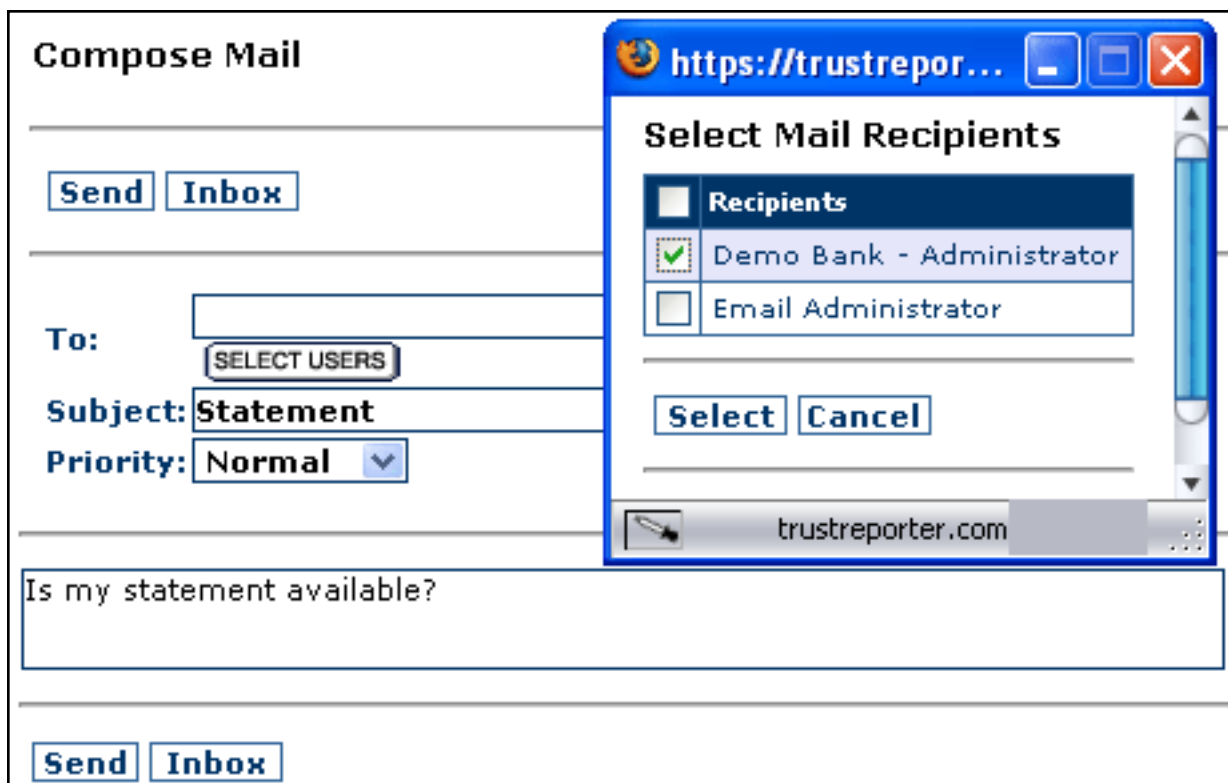 Compose Mail
Send Inbox
To:
SELECT USERS
Subject: Statement
Priority: Normal
Is my statement available?
Send Inbox
https://trustrepor...
Select Mail Recipients
Recipients
Demo Bank - Administrator
Email Administrator
Select Cancel
trustreporter.com